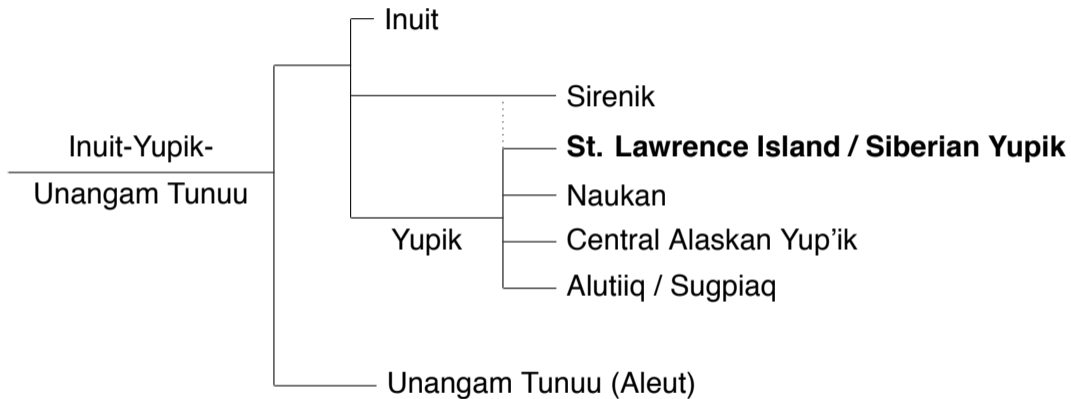 Inuit
Sirenik
Inuit-Yupik-
Unangam Tunuu
St. Lawrence Island / Siberian Yupik
Naukan
Yupik
Central Alaskan Yup’ik
Alutiiq / Sugpiaq
Unangam Tunuu (Aleut)